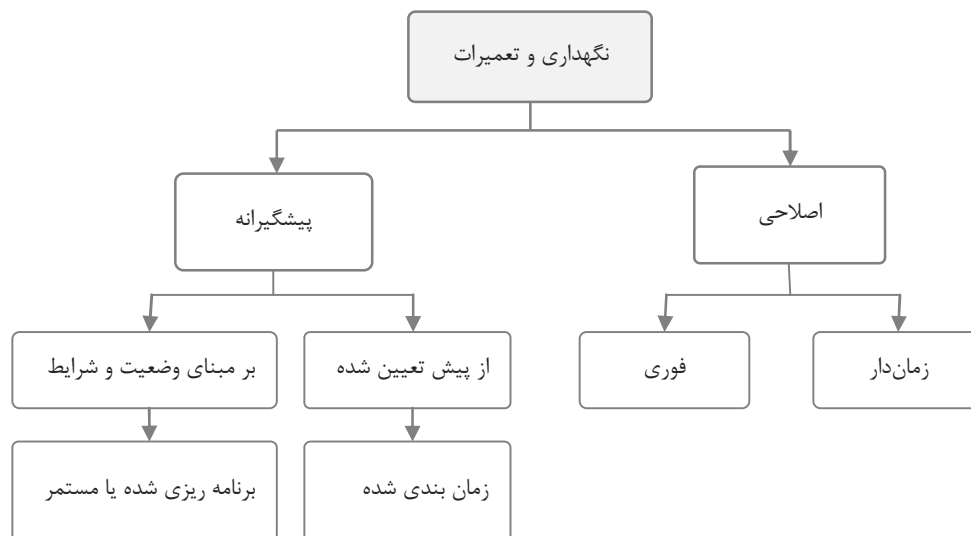 نگهداری و تعمیرات
اصلاحی
پیشگیرانه
زمان‌دار
فوری
از پیش تعیین شده
بر مبنای وضعیت و شرایط
زمان بندی شده
برنامه ریزی شده یا مستمر